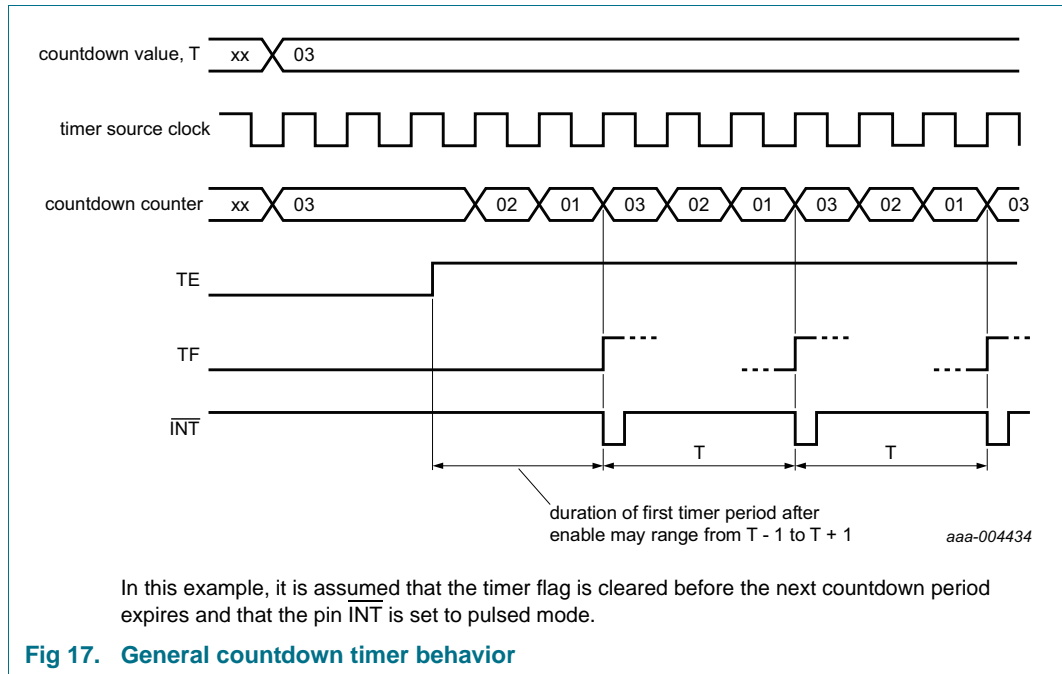 countdown value, T xx 03
timer source clock
countdown counter xx 03 02 01 03 02 01 03 02 01 03
TE
TF
INT
T T
duration of first timer period after
enable may range from T - 1 to T + 1
aaa-004434
In this example, it is assumed that the timer flag is cleared before the next countdown period
expires and that the pin INT is set to pulsed mode.
Fig 17. General countdown timer behavior